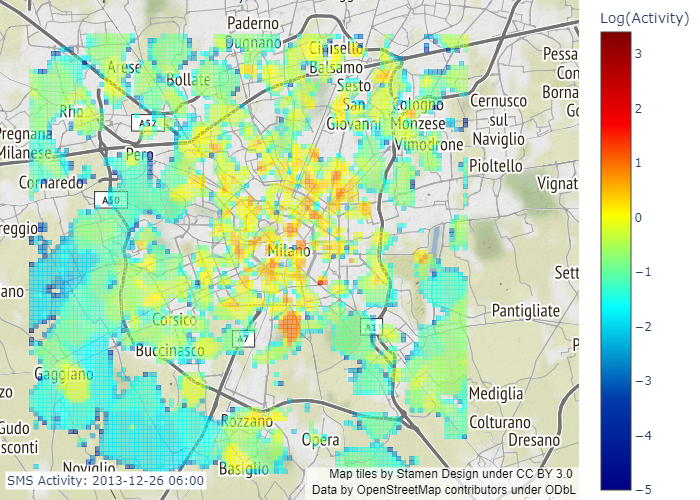 Paderno
Dugnano
Cinisello
Balsamo
Arese
Bollate
Sesto
San
Giovanni
Cologno
Monzese
Cernusco
sul
Naviglio
Pessa
Con
Borna
Go
Rho
A52
Pregnana
Milanese
Pero
Vimodrone
Pioltello
Cornaredo
A50
Vignat
reggio
Milano
ano
Sett
Pantigliate
Corsico
A7
A1
Buccinasco
P
Gaggiano
zo
Mediglia
Gudo
sconti
Rozzano
Opera
Colturano
Dresano
Noviglio
Basiglio
SMS Activity: 2013-12-26 06:00
Map tiles by Stamen Design under CC BY 3.0
Data by OpenStreetMap contributors under ODbL
Log(Activity)
3
2
1
0
−1
−2
−3
−4
−5